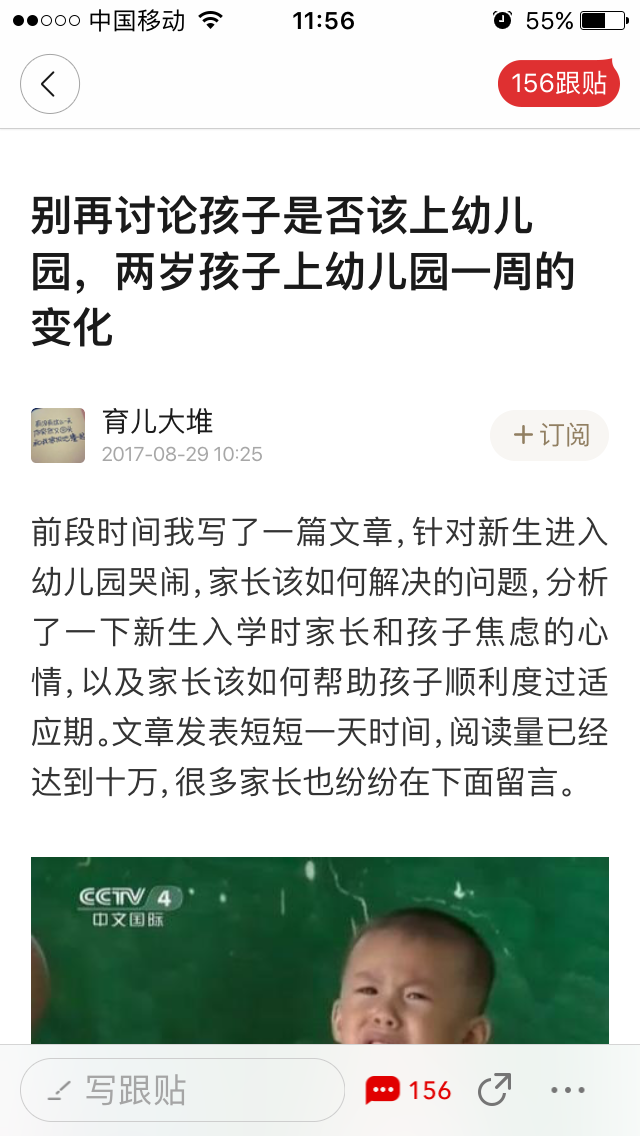 中国移动 11:56 55%
156跟贴
别再讨论孩子是否该上幼儿
园，两岁孩子上幼儿园一周的
变化
育儿大堆
2017-08-29 10:25
+订阅
前段时间我写了一篇文章,针对新生进入
幼儿园哭闹,家长该如何解决的问题,分析
了一下新生入学时家长和孩子焦虑的心
情,以及家长该如何帮助孩子顺利度过适
应期。文章发表短短一天时间,阅读量已经
达到十万,很多家长也纷纷在下面留言。
CCTV 4
中文国际
写跟贴
156